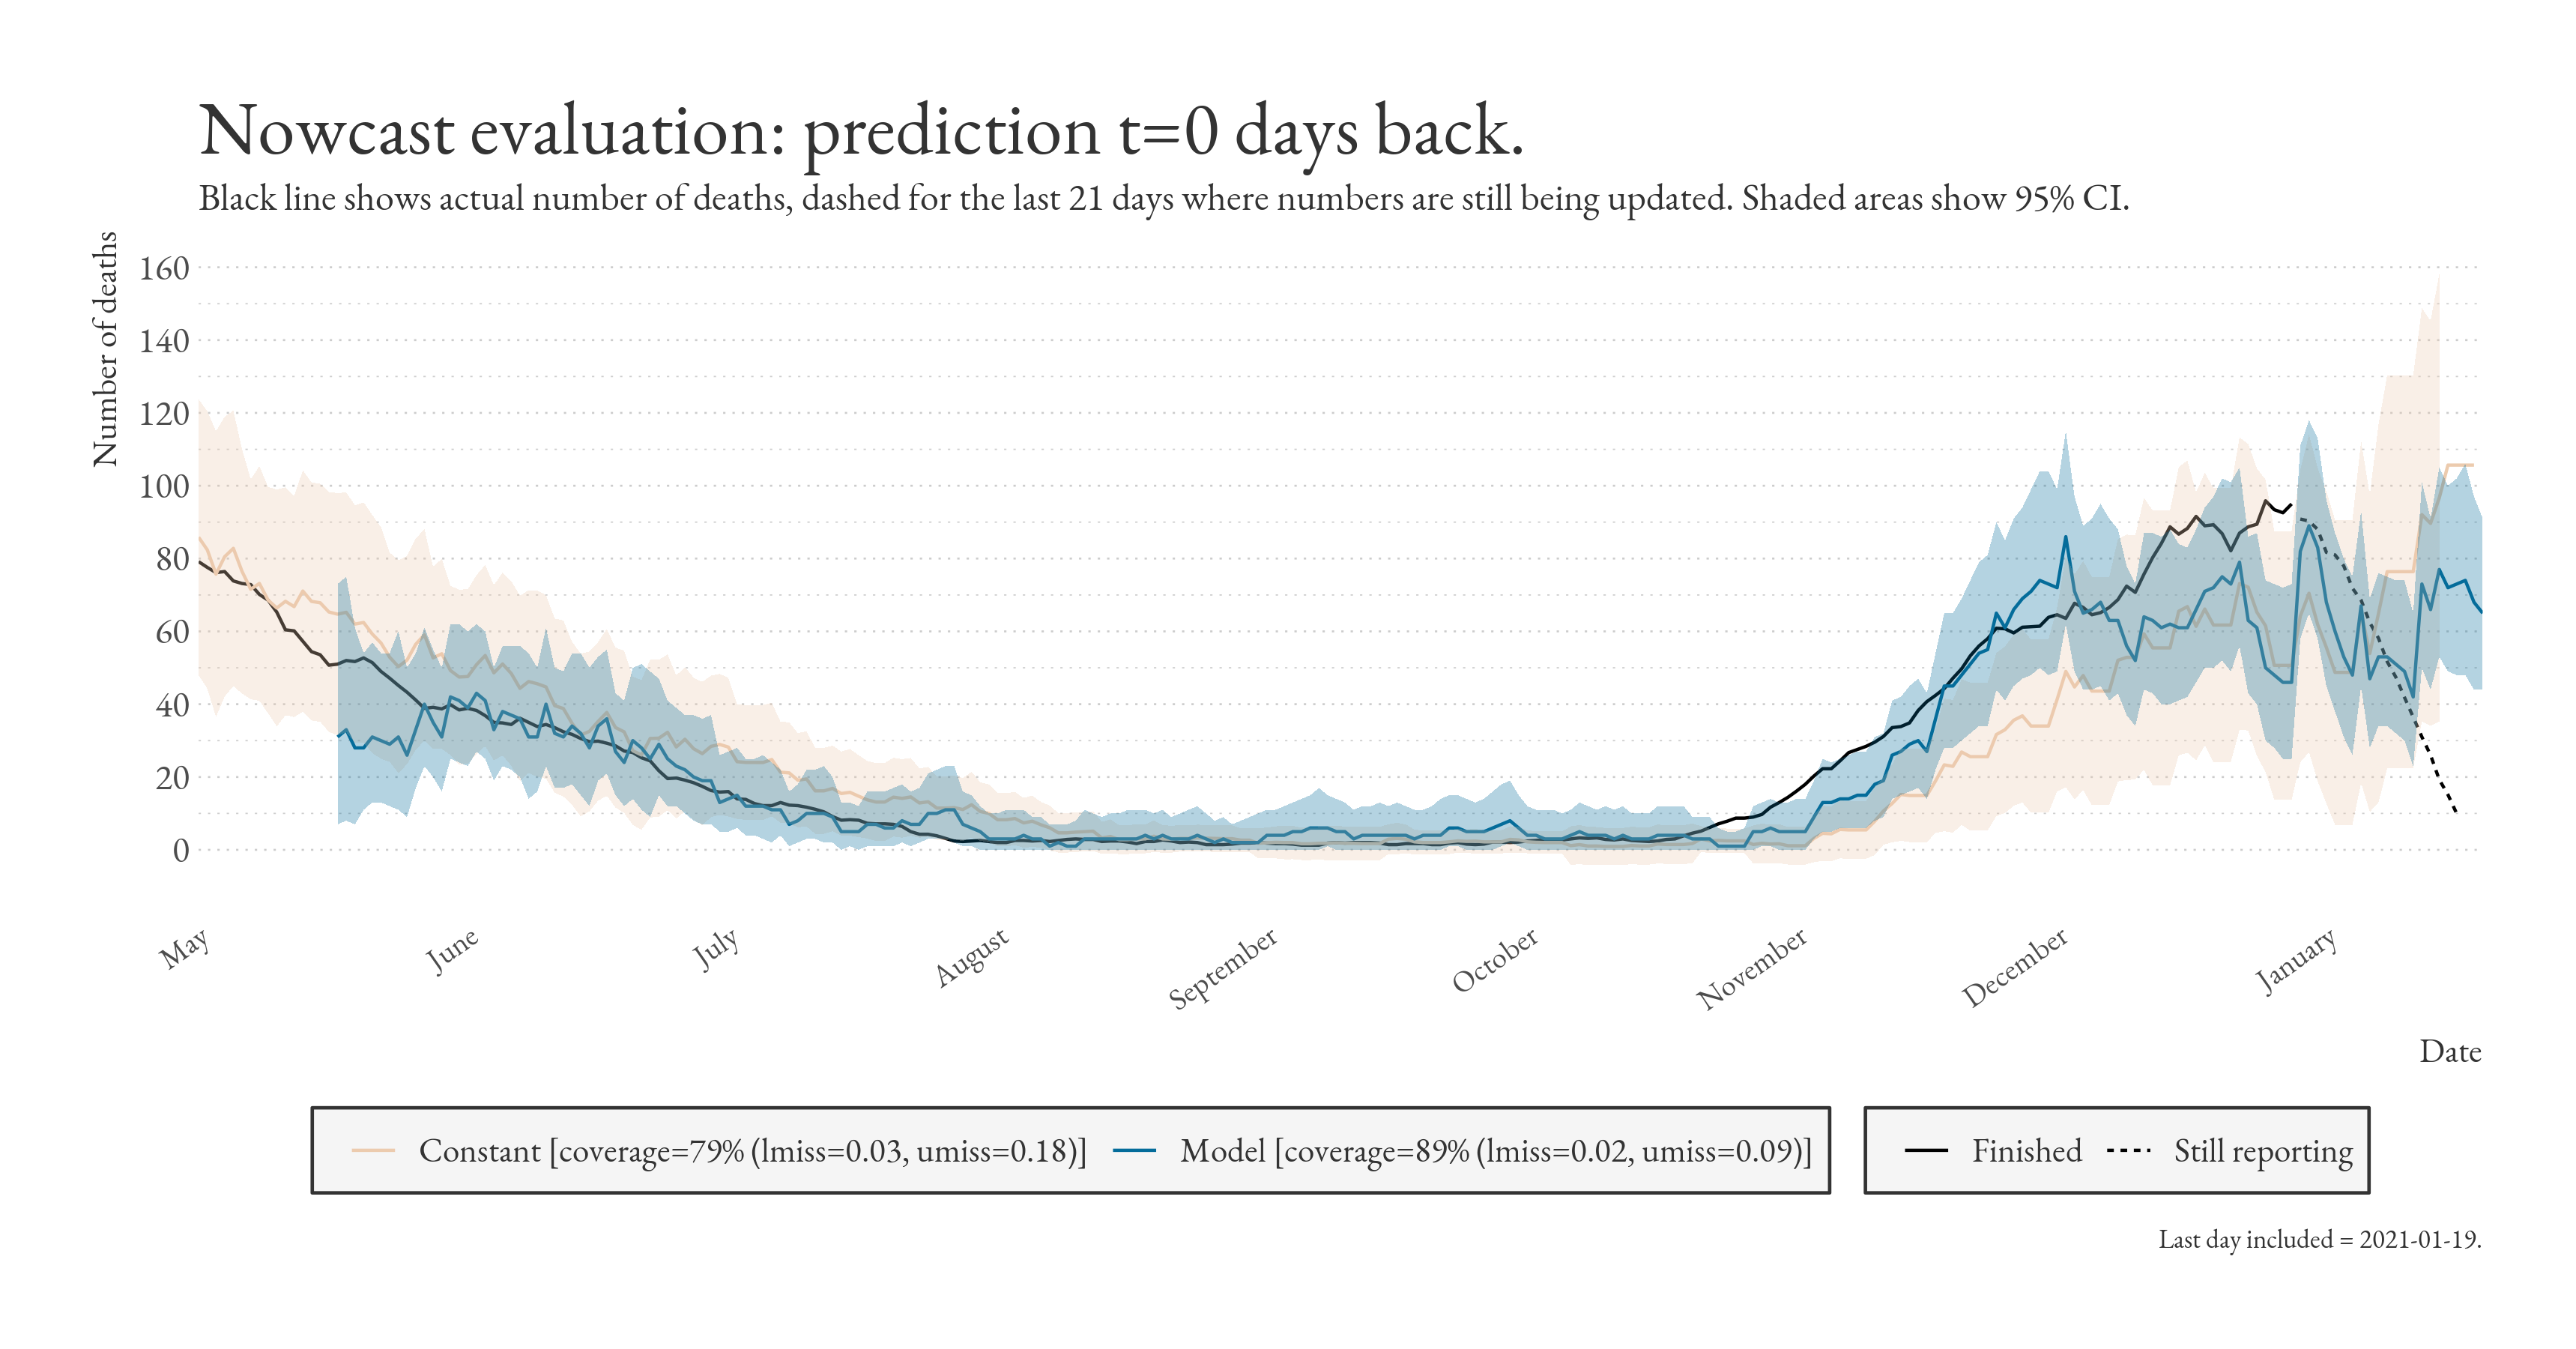 Nowcast evaluation: prediction t=0 days back.
Black line shows actual number of deaths, dashed for the last 21 days where numbers are still being updated. Shaded areas show 95% CI.
Number of deaths
160
140
120
100
80
60
40
20
0
May
June
July
August
September
October
November
December
January
Date
Constant [coverage=79% (lmiss=0.03, umiss=0.18)]
Model [coverage=89% (lmiss=0.02, umiss=0.09)]
Finished
Still reporting
Last day included = 2021-01-19.